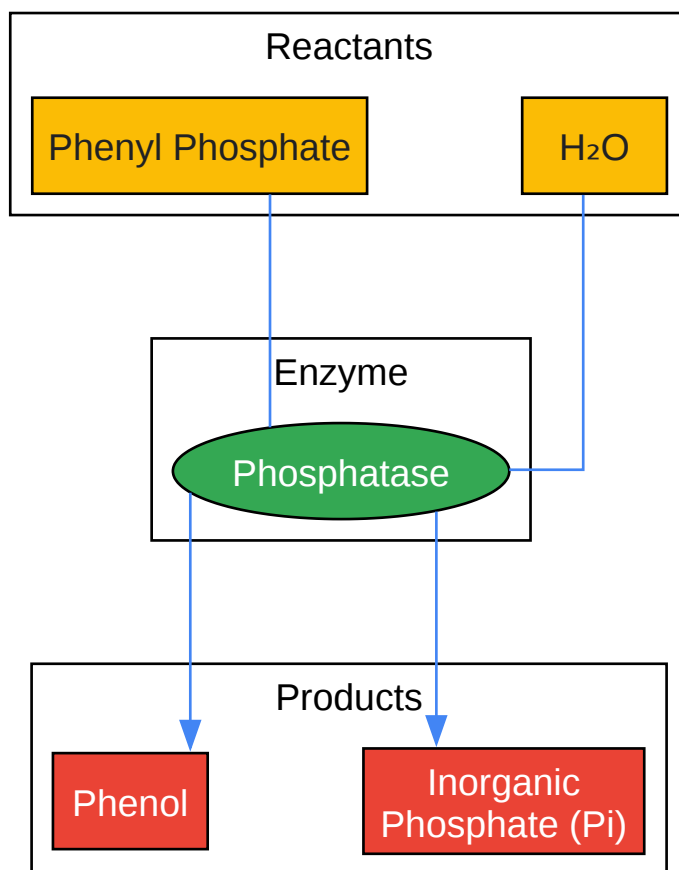 Reactants
Phenyl Phosphate
H₂O
Enzyme
Phosphatase
Products
Phenol
Inorganic
Phosphate (Pi)